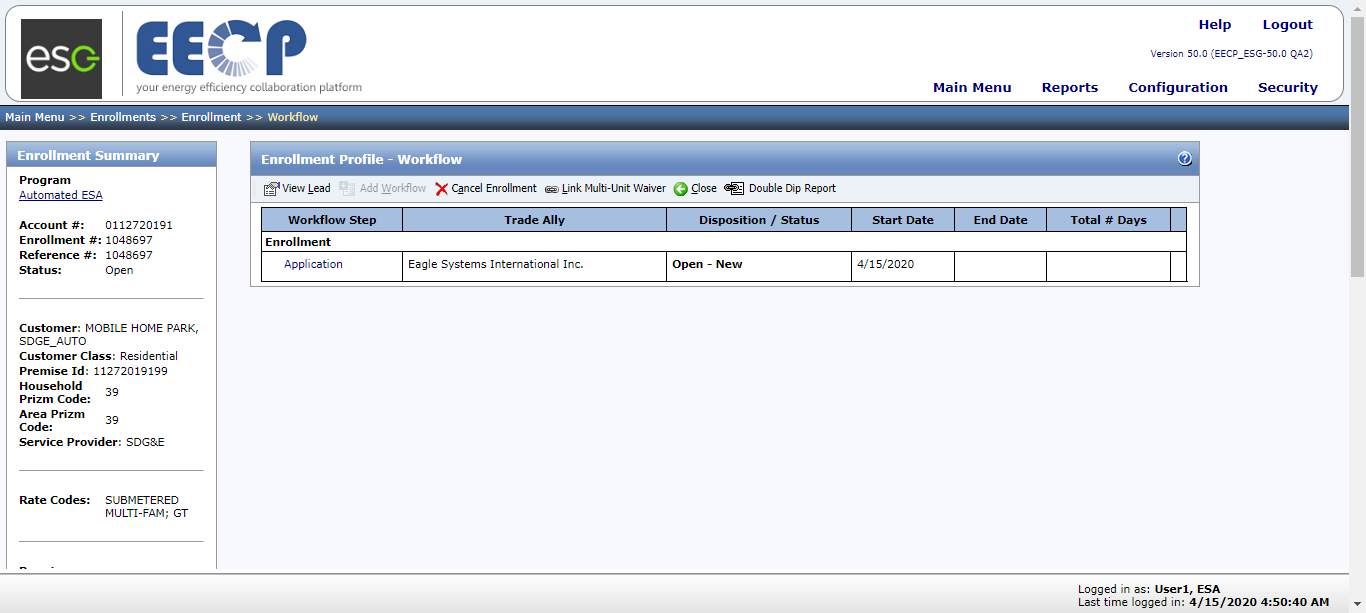 esc
EECP
your energy efficiency collaboration platform
Help Logout
Version 50.0 (EECP_ESG-50.0 QA2)
Main Menu Reports Configuration Security
Main Menu >> Enrollments >> Enrollment >> Workflow
Enrollment Summary
Program
Automated ESA
Account #: 0112720191
Enrollment #: 1048697
Reference #: 1048697
Status: Open
Customer: MOBILE HOME PARK,
SDGE_AUTO
Customer Class: Residential
Premise Id: 11272019199
Household
Prizm Code: 39
Area Prizm
Code: 39
Service Provider: SDG&E
Rate Codes: SUBMETERED
MULTI-FAM; GT
Enrollment Profile - Workflow
View Lead Add Workflow Cancel Enrollment Link Multi-Unit Waiver Close Double Dip Report
Workflow Step Trade Ally Disposition / Status Start Date End Date Total # Days
Enrollment
Application Eagle Systems International Inc. Open - New 4/15/2020
Logged in as: User1, ESA
Last time logged in: 4/15/2020 4:50:40 AM